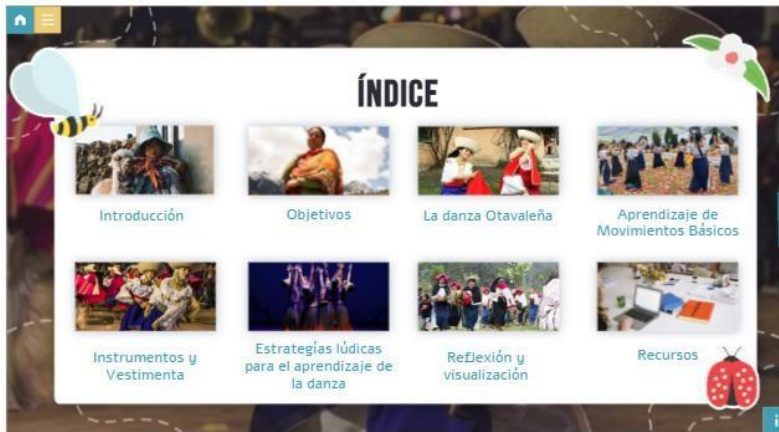 ÍNDICE
Introducción
Objetivos
La danza Otavaleña
Aprendizaje de
Movimientos Básicos
Instrumentos y
Vestimenta
Estrategías lúdicas
para el aprendizaje de
la danza
Reflexión y
visualización
Recursos
i